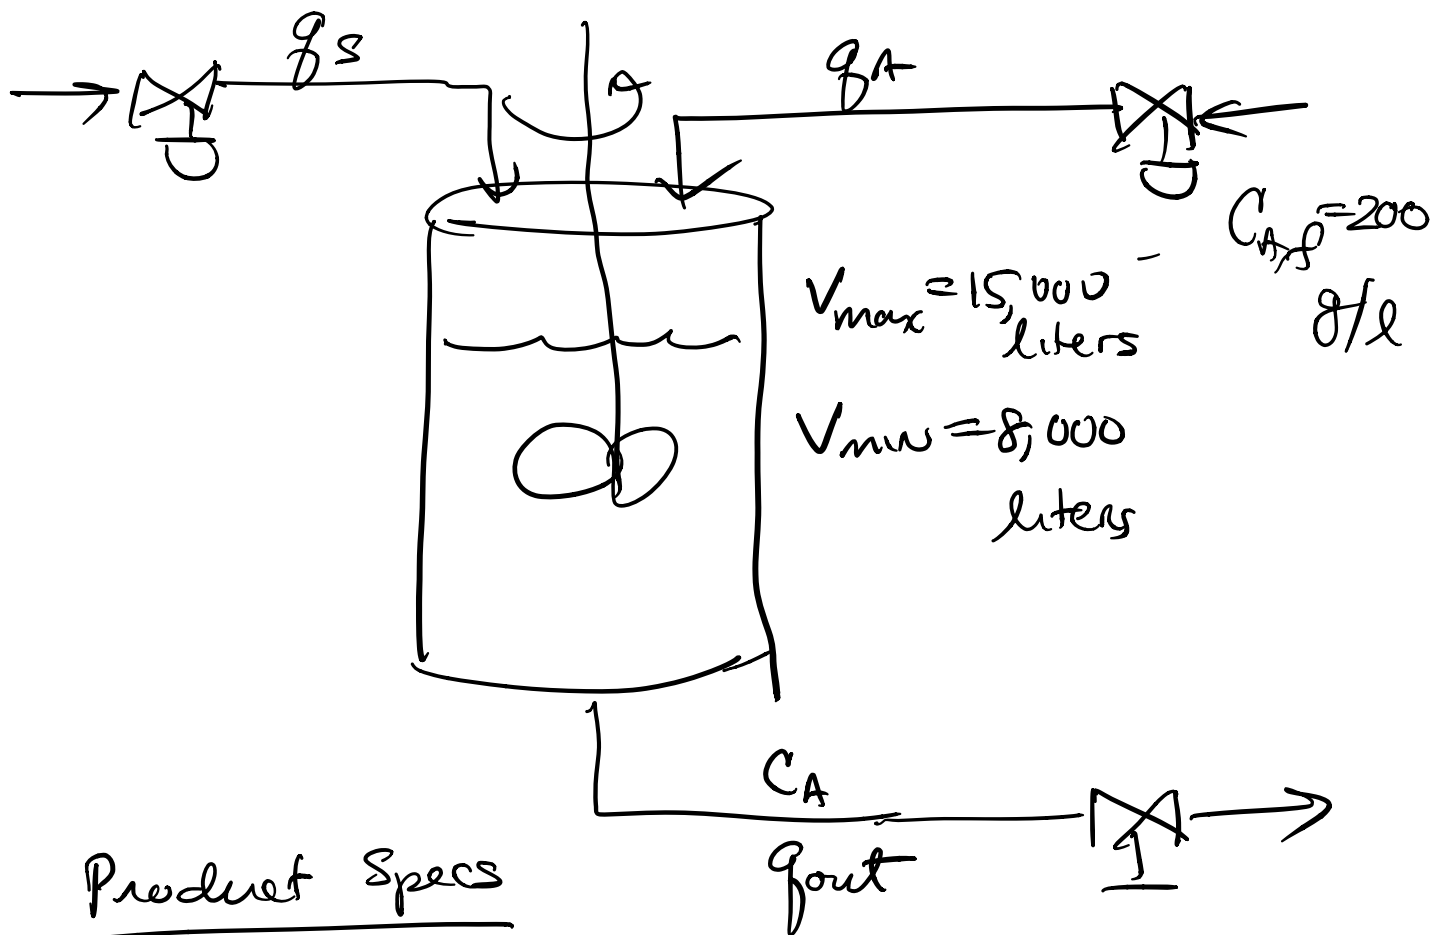 qs
qA
CA,f = 200
g/l
Vmax = 15,000
liters
Vmin = 8,000
liters
CA
qout
Product Specs